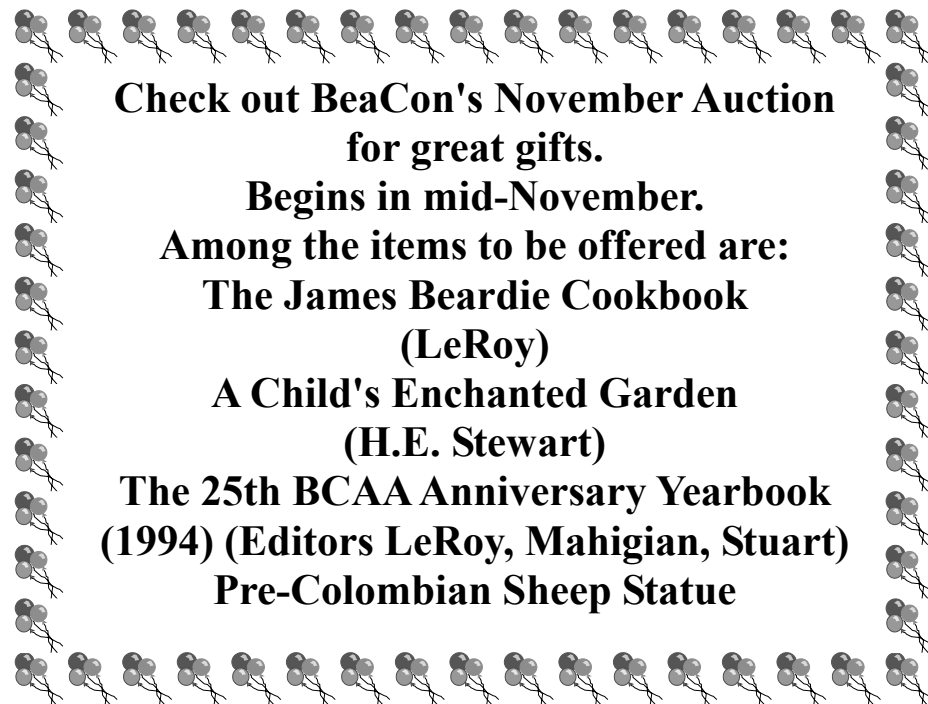 Check out BeaCon's November Auction
for great gifts.
Begins in mid-November.
Among the items to be offered are:
The James Beardie Cookbook
(LeRoy)
A Child's Enchanted Garden
(H.E. Stewart)
The 25th BCAA Anniversary Yearbook
(1994) (Editors LeRoy, Mahigian, Stuart)
Pre-Colombian Sheep Statue